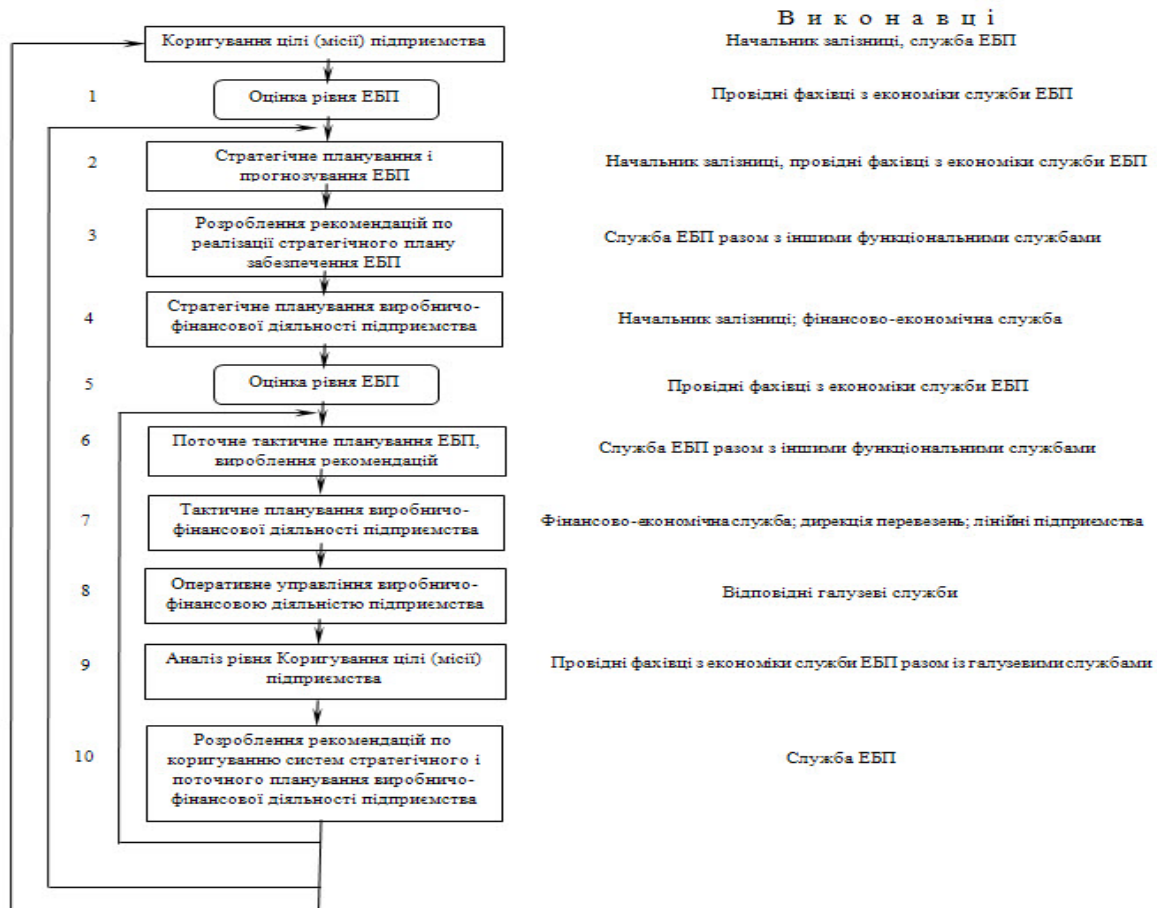 В и к о н а в ц і
Коригування цілі (місії) підприємства
Начальник залізниці, служба ЕБП
1
Оцінка рівня ЕБП
Провідні фахівці з економіки служби ЕБП
2
Стратегічне планування і
прогнозування ЕБП
Начальник залізниці, провідні фахівці з економіки служби ЕБП
3
Розроблення рекомендацій по
реалізації стратегічного плану
забезпечення ЕБП
Служба ЕБП разом з іншими функціональними службами
4
Стратегічне планування виробничо-
фінансової діяльності підприємства
Начальник залізниці; фінансово-економічна служба
5
Оцінка рівня ЕБП
Провідні фахівці з економіки служби ЕБП
6
Поточне тактичне планування ЕБП,
вироблення рекомендацій
Служба ЕБП разом з іншими функціональними службами
7
Тактичне планування виробничо-
фінансової діяльності підприємства
Фінансово-економічна служба; дирекція перевезень; лінійні підприємства
8
Оперативне управління виробничо-
фінансовою діяльністю підприємства
Відповідні галузеві служби
9
Аналіз рівня Коригування цілі (місії)
підприємства
Провідні фахівці з економіки служби ЕБП разом із галузевими службами
10
Розроблення рекомендацій по
коригуванню систем стратегічного і
поточного планування виробничо-
фінансової діяльності підприємства
Служба ЕБП